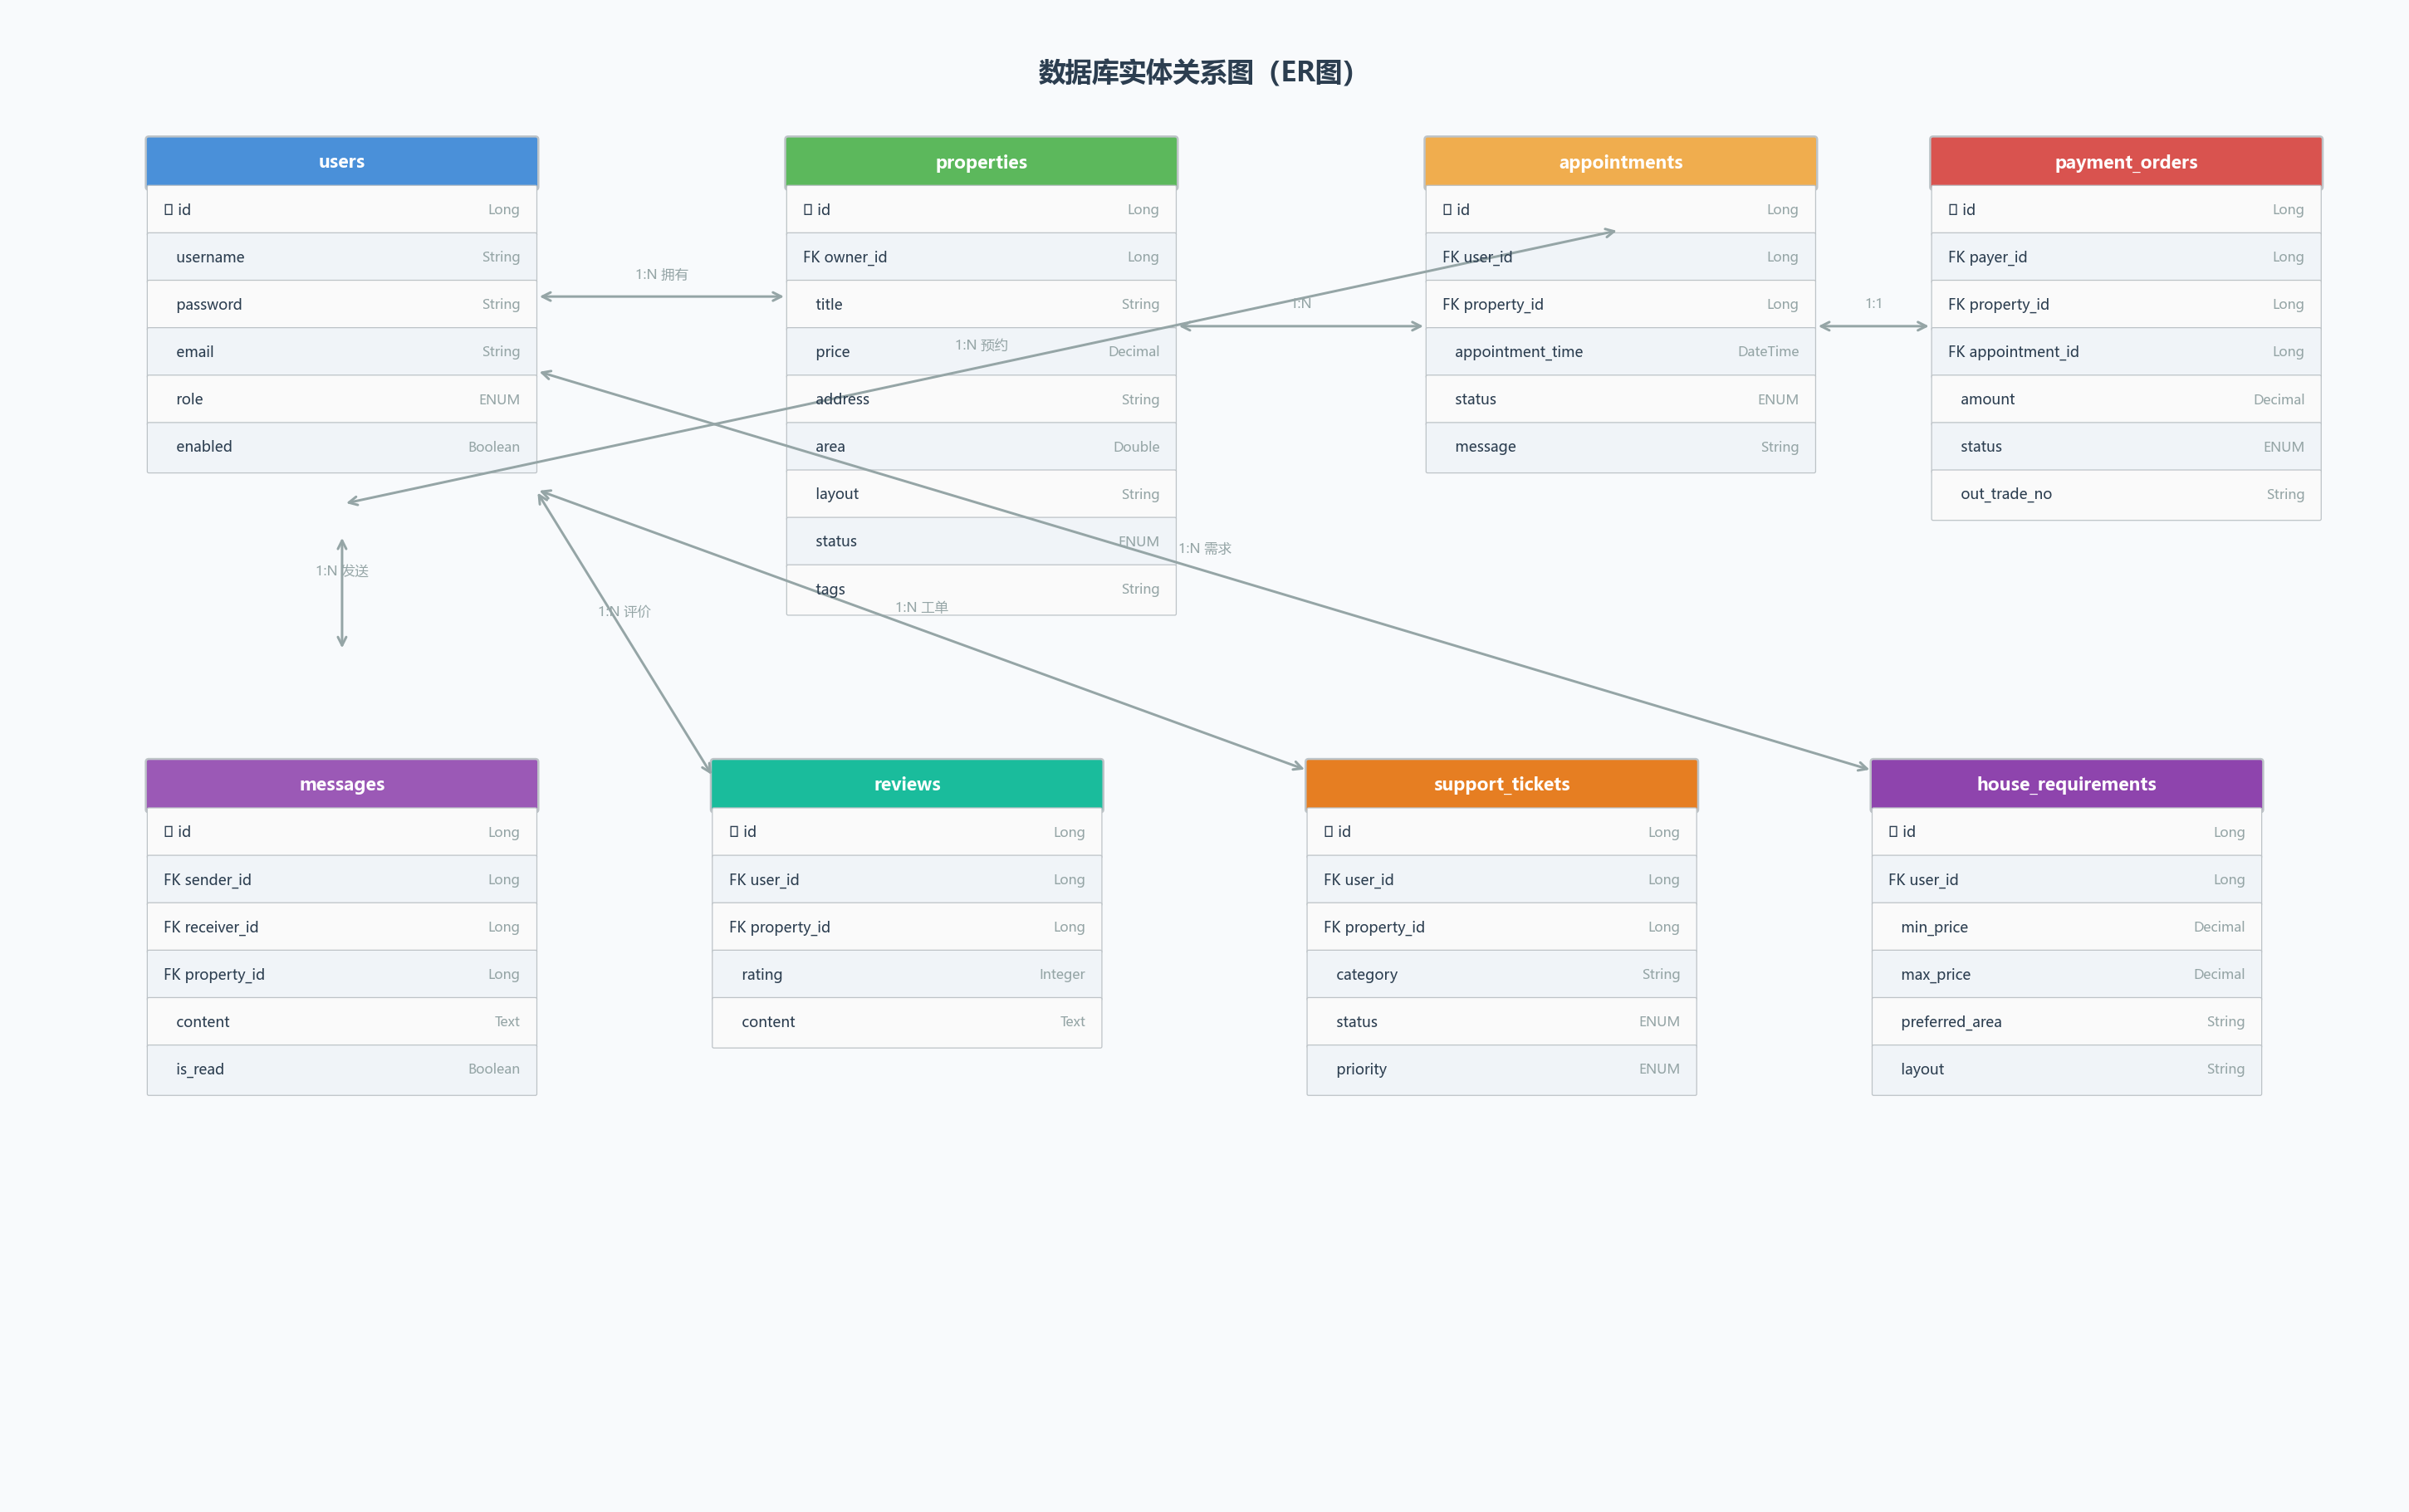 数据库实体关系图（ER图）
users
id Long
username String
password String
email String
role ENUM
enabled Boolean
properties
id Long
FK owner_id Long
title String
price Decimal
address String
area Double
layout String
status ENUM
tags String
appointments
id Long
FK user_id Long
FK property_id Long
appointment_time DateTime
status ENUM
message String
payment_orders
id Long
FK payer_id Long
FK property_id Long
FK appointment_id Long
amount Decimal
status ENUM
out_trade_no String
1:N 拥有
1:N
1:1
1:N 预约
1:N 需求
1:N 发送
1:N 评价
1:N 工单
messages
id Long
FK sender_id Long
FK receiver_id Long
FK property_id Long
content Text
is_read Boolean
reviews
id Long
FK user_id Long
FK property_id Long
rating Integer
content Text
support_tickets
id Long
FK user_id Long
FK property_id Long
category String
status ENUM
priority ENUM
house_requirements
id Long
FK user_id Long
min_price Decimal
max_price Decimal
preferred_area String
layout String